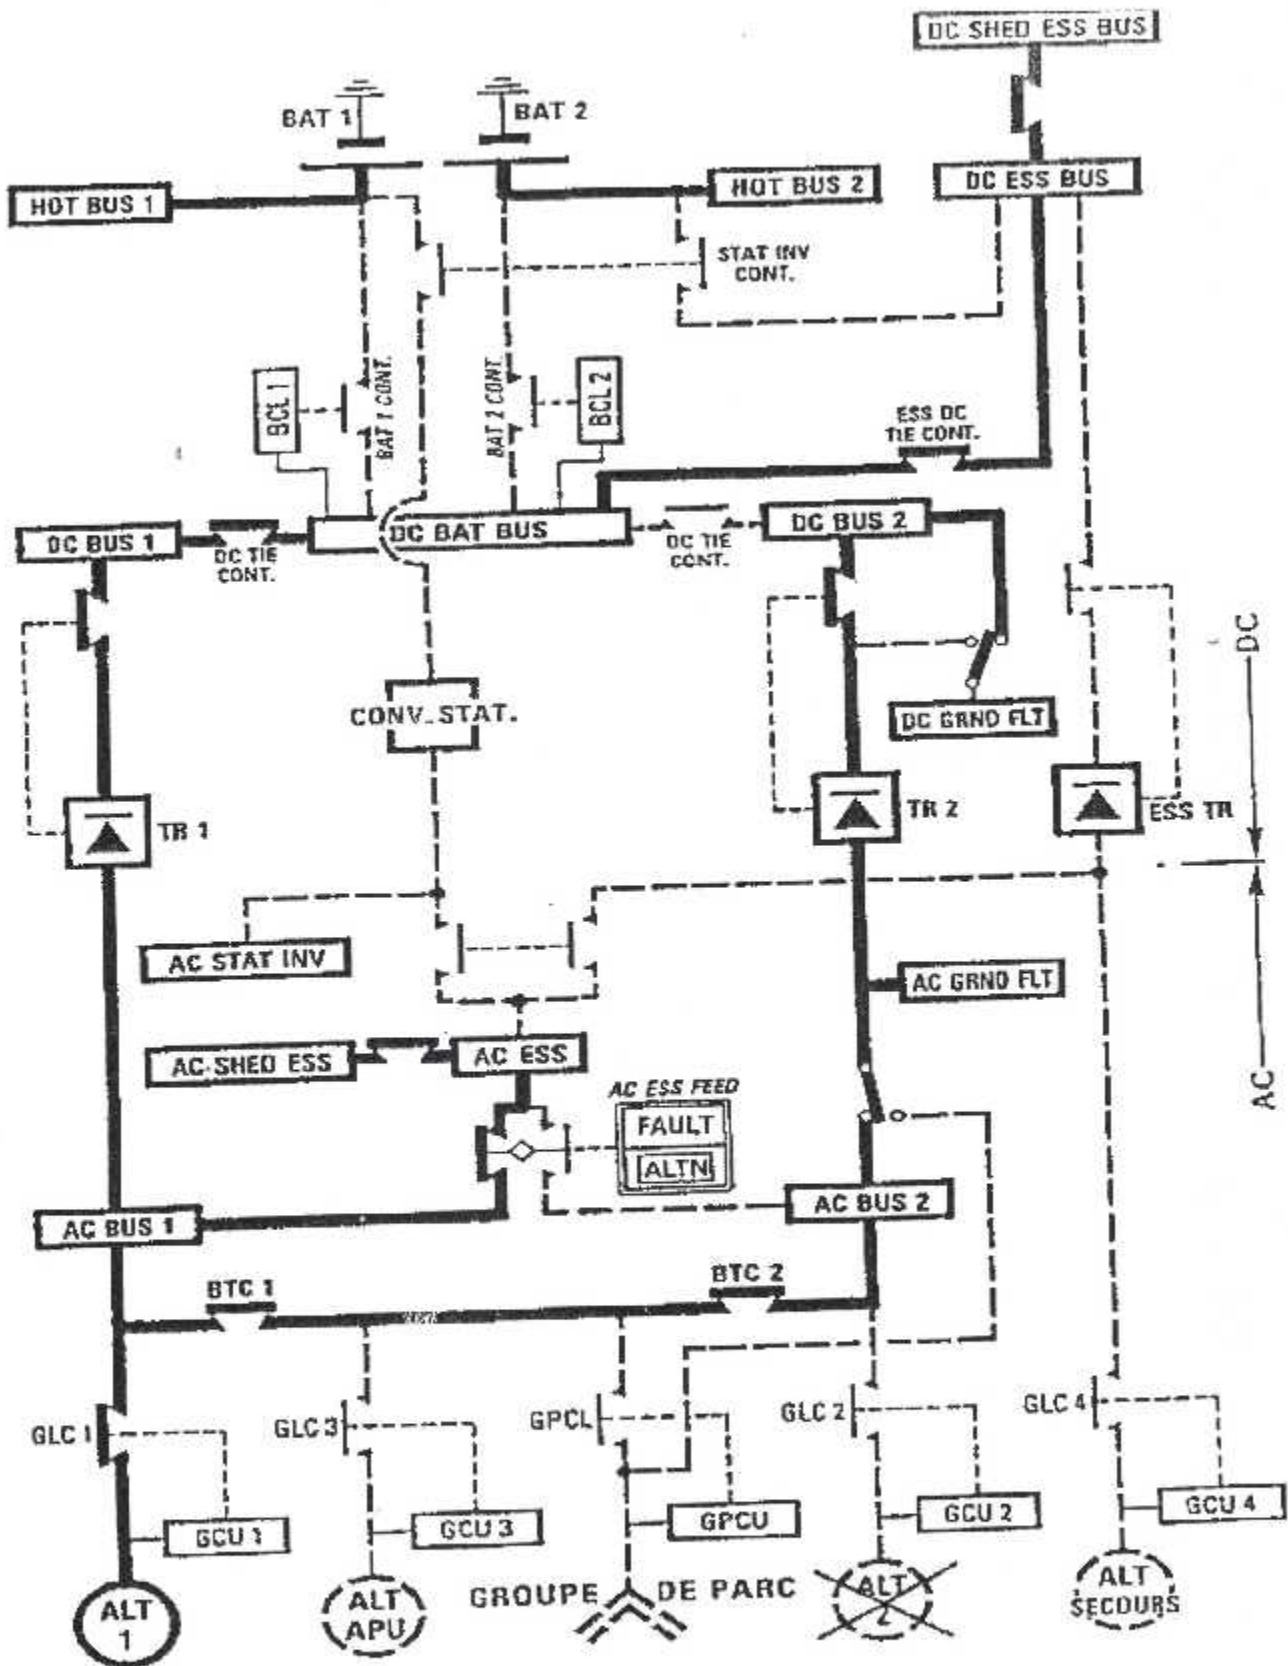 DC SHED ESS BUS
BAT 1
BAT 2
HOT BUS 1
HOT BUS 2
DC ESS BUS
STAT INV
CONT.
BCL 1
BAT 1 CONT.
BAT 2 CONT.
BCL 2
ESS DC
TIE CONT.
DC BUS 1
DC TIE
CONT.
DC BAT BUS
DC TIE
CONT.
DC BUS 2
DC
CONV. STAT.
DC GRND FLT
TR 1
TR 2
ESS TR
AC STAT INV
AC GRND FLT
AC SHED ESS
AC ESS
AC ESS FEED
FAULT
ALTN
AC
AC BUS 1
AC BUS 2
BTC 1
BTC 2
GLC 1
GLC 3
GPCL
GLC 2
GLC 4
GCU 1
GCU 3
GPCU
GCU 2
GCU 4
ALT
1
ALT
APU
GROUPE DE PARC
ALT
2
ALT
SECOURS